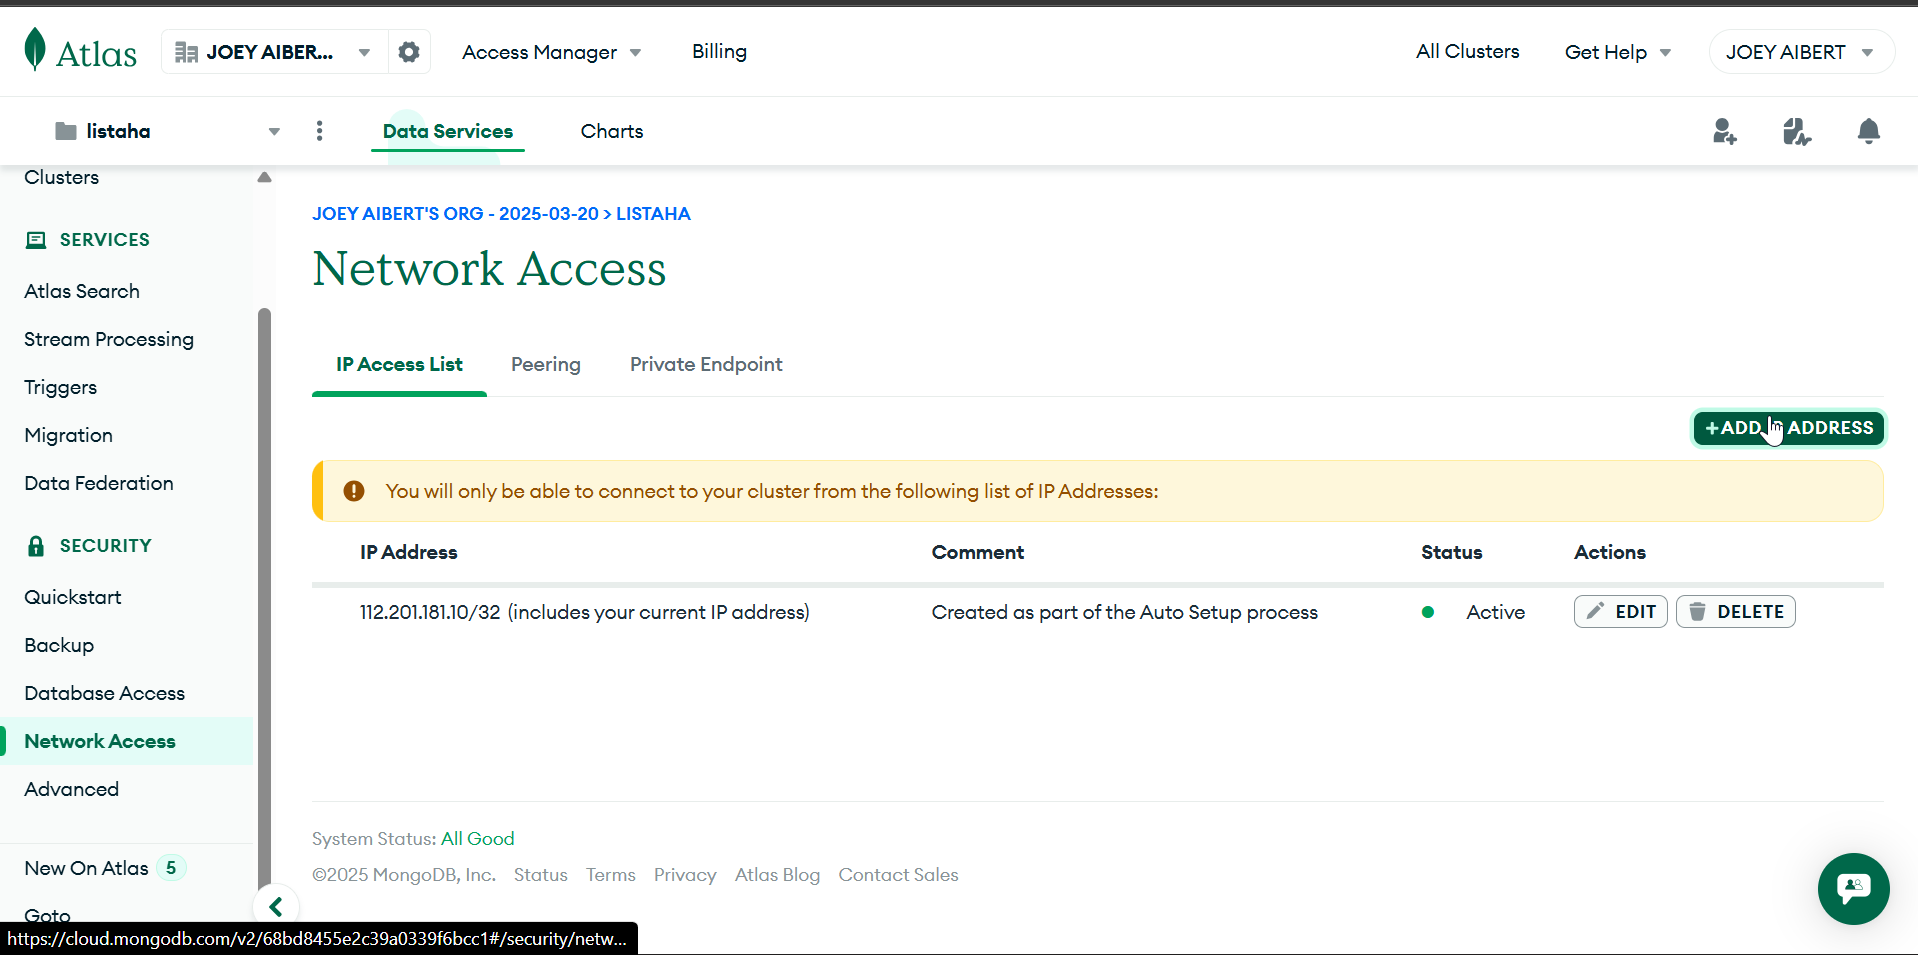 Atlas
JOEY AIBER...
Access Manager
Billing
All Clusters
Get Help
JOEY AIBERT
listaha
Data Services
Charts
Clusters
SERVICES
Atlas Search
Stream Processing
Triggers
Migration
Data Federation
SECURITY
Quickstart
Backup
Database Access
Network Access
Advanced
New On Atlas 5
Goto
JOEY AIBERT'S ORG - 2025-03-20 > LISTAHA
Network Access
IP Access List
Peering
Private Endpoint
+ ADD ADDRESS
You will only be able to connect to your cluster from the following list of IP Addresses:
IP Address Comment Status Actions
112.201.181.10/32 (includes your current IP address) Created as part of the Auto Setup process Active EDIT DELETE
System Status: All Good
©2025 MongoDB, Inc. Status Terms Privacy Atlas Blog Contact Sales
https://cloud.mongodb.com/v2/68bd8455e2c39a0339f6bcc1#/security/netw...